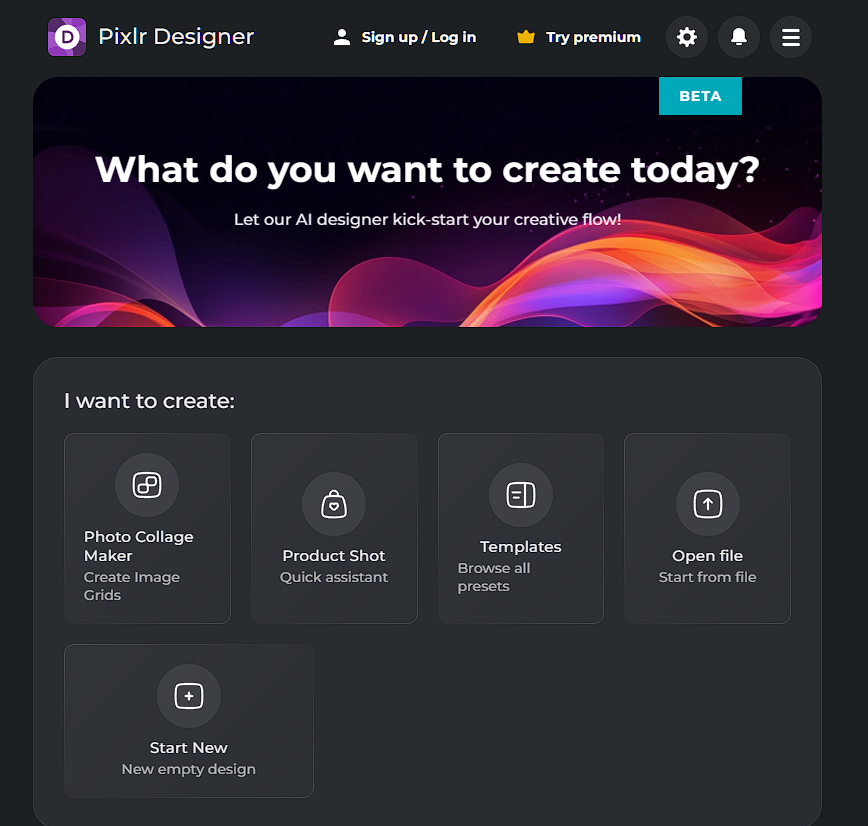 D Pixlr Designer
Sign up / Log in
Try premium
BETA
What do you want to create today?
Let our AI designer kick-start your creative flow!
I want to create:
Photo Collage
Maker
Create Image
Grids
Product Shot
Quick assistant
Templates
Browse all
presets
Open file
Start from file
Start New
New empty design